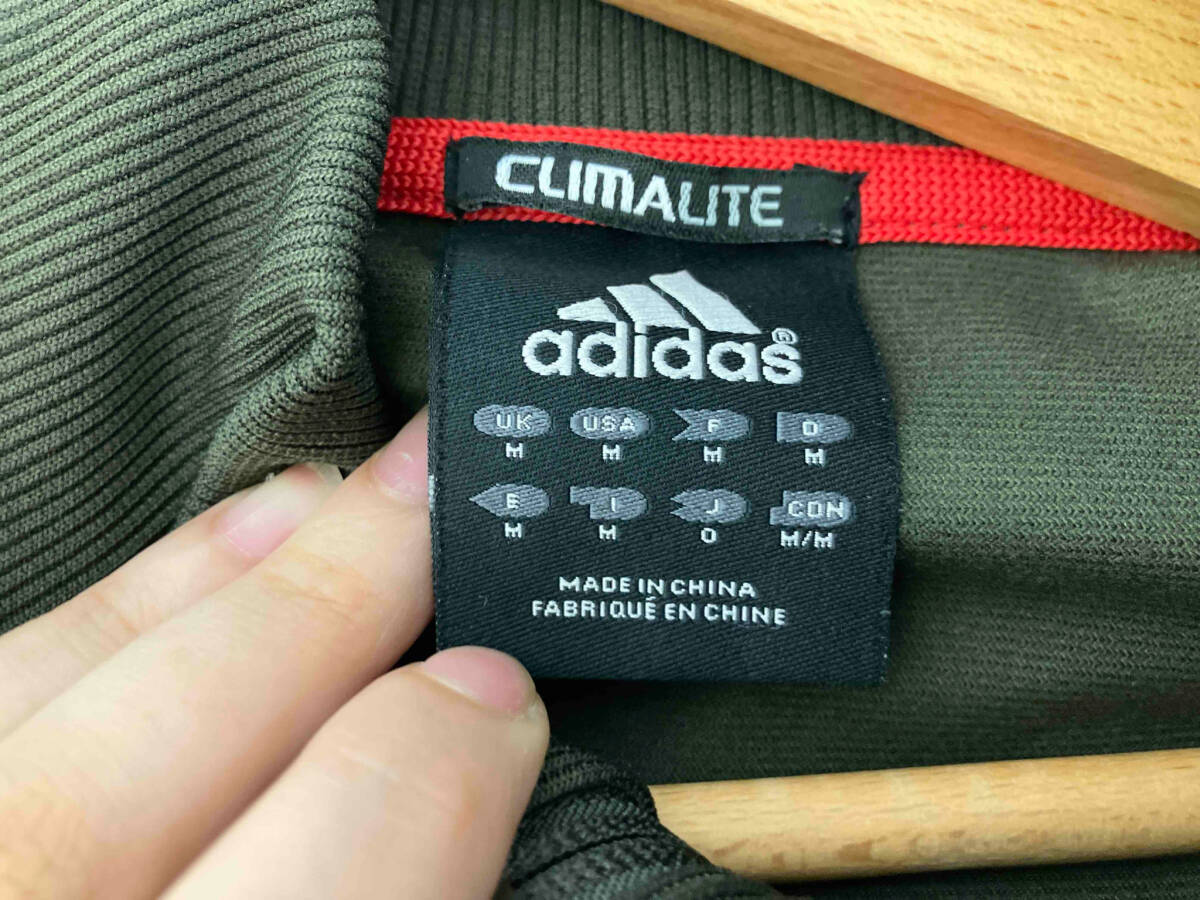 CLIMALITE
adidas®
UK USA F D
M M M M
E I J CDN
M M O M/M
MADE IN CHINA
FABRIQUÉ EN CHINE